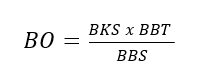 BO = BKS x BBT / BBS